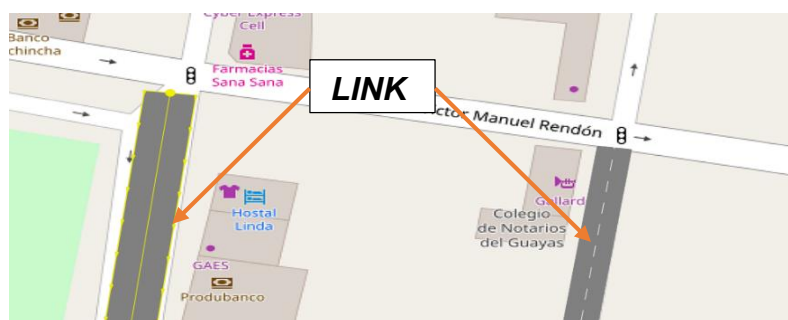 Cyber Express
Cell
Banco
chincha
Farmacias
Sana Sana
LINK
ctor Manuel Rendón
Gallard
Colegio
de Notarios
del Guayas
Hostal
Linda
GAES
Produbanco